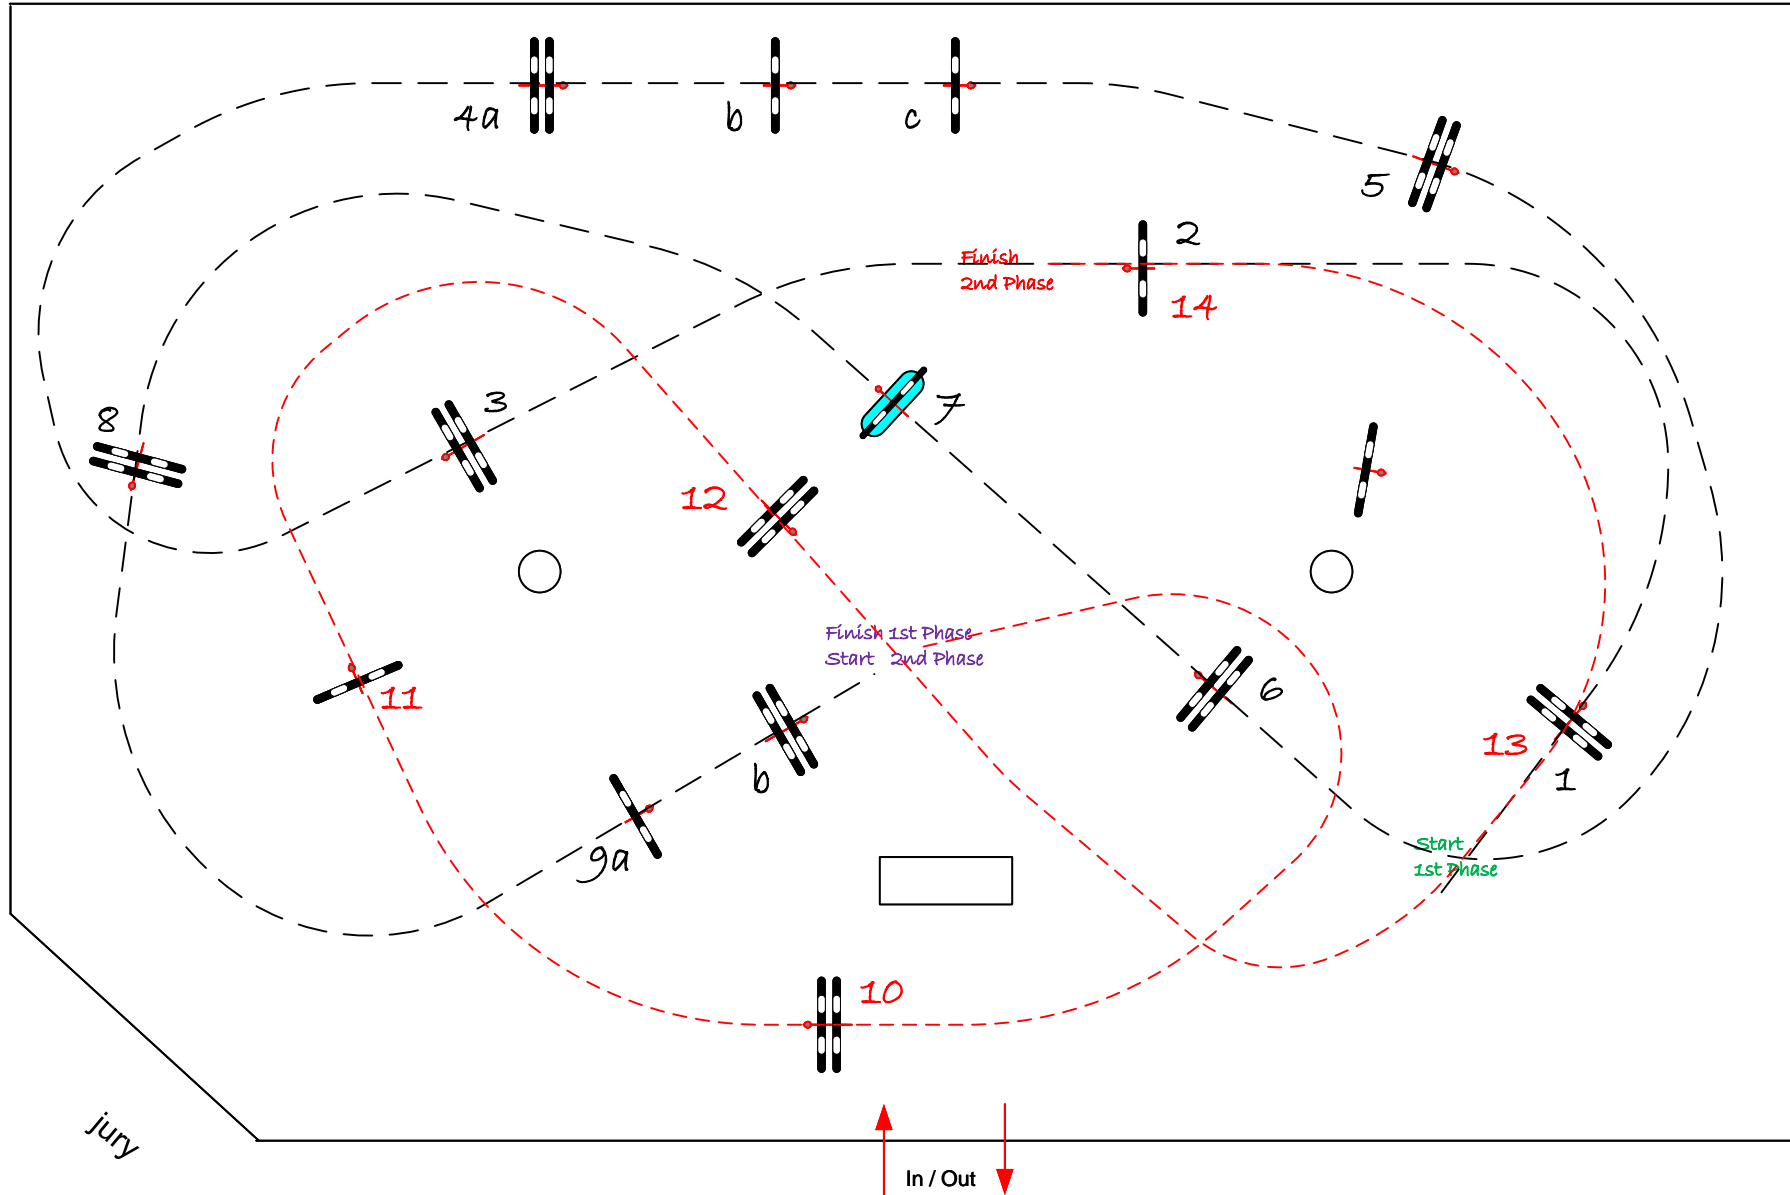 4a
b
c
5
2
Finish
2nd Phase
14
8
3
7
12
Finish 1st Phase
Start 2nd Phase
11
6
13
1
b
9a
Start
1st Phase
10
jury
In / Out